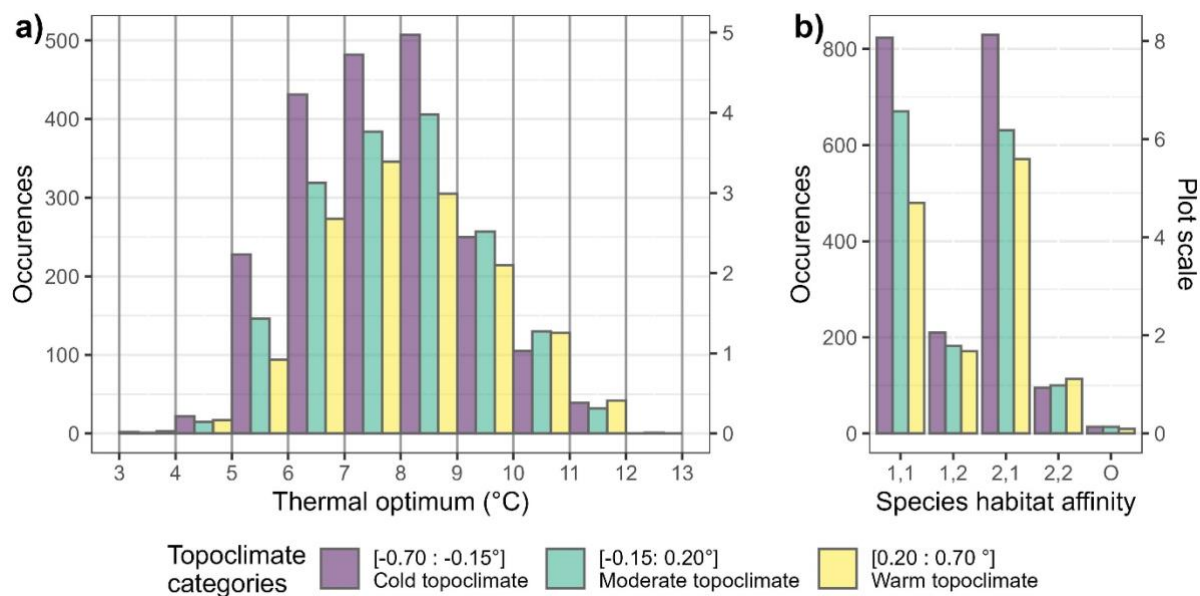 a)
500
400
300
200
100
0
Occurences
5
4
3
2
1
0
3 4 5 6 7 8 9 10 11 12 13
Thermal optimum (°C)
b)
800
600
400
200
0
Occurences
8
6
4
2
0
Plot scale
1,1 1,2 2,1 2,2 O
Species habitat affinity
Topoclimate
categories
[-0.70 : -0.15°]
Cold topoclimate
[-0.15: 0.20°]
Moderate topoclimate
[0.20 : 0.70 °]
Warm topoclimate